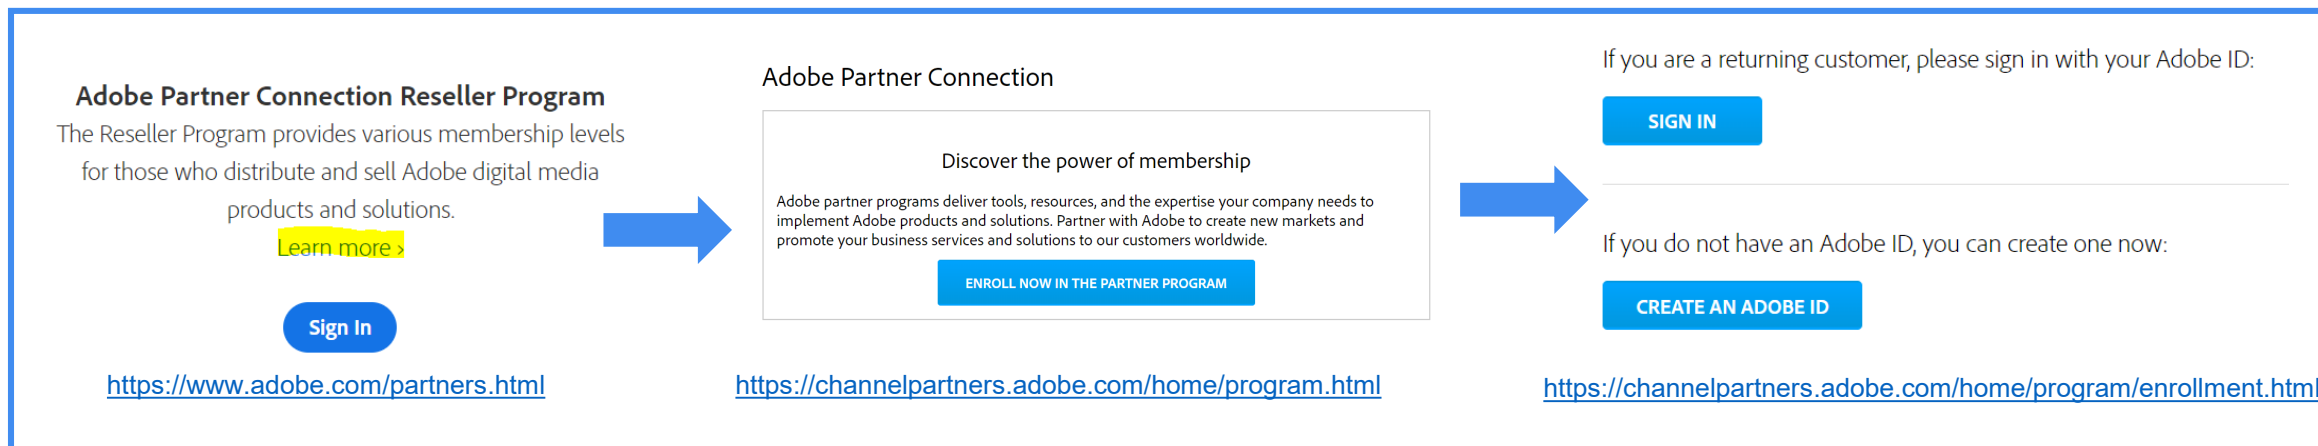 Adobe Partner Connection Reseller Program
The Reseller Program provides various membership levels
for those who distribute and sell Adobe digital media
products and solutions.
Learn more ›
Sign In
https://www.adobe.com/partners.html
Adobe Partner Connection
Discover the power of membership
Adobe partner programs deliver tools, resources, and the expertise your company needs to
implement Adobe products and solutions. Partner with Adobe to create new markets and
promote your business services and solutions to our customers worldwide.
ENROLL NOW IN THE PARTNER PROGRAM
https://channelpartners.adobe.com/home/program.html
If you are a returning customer, please sign in with your Adobe ID:
SIGN IN
If you do not have an Adobe ID, you can create one now:
CREATE AN ADOBE ID
https://channelpartners.adobe.com/home/program/enrollment.html